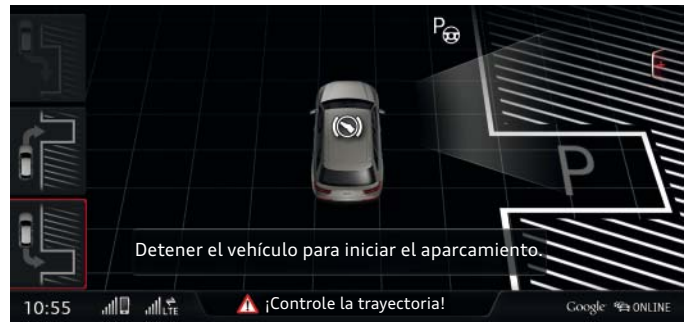 P
P
Detener el vehículo para iniciar el aparcamiento.
10:55 LTE ¡Controle la trayectoria! Google ONLINE